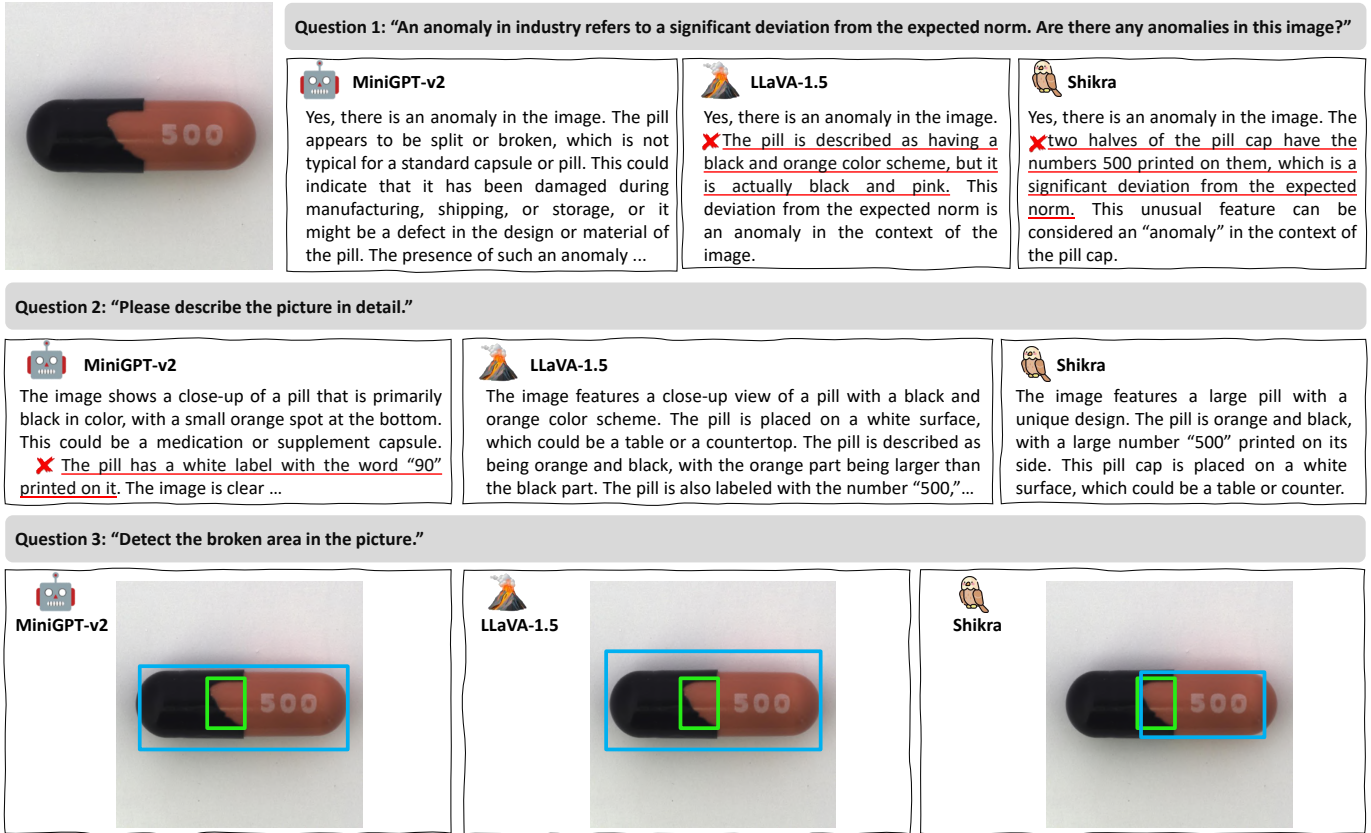 500
Question 1: “An anomaly in industry refers to a significant deviation from the expected norm. Are there any anomalies in this image?”
MiniGPT-v2
Yes, there is an anomaly in the image. The pill
appears to be split or broken, which is not
typical for a standard capsule or pill. This could
indicate that it has been damaged during
manufacturing, shipping, or storage, or it
might be a defect in the design or material of
the pill. The presence of such an anomaly ...
LLaVA-1.5
Yes, there is an anomaly in the image.
The pill is described as having a
black and orange color scheme, but it
is actually black and pink. This
deviation from the expected norm is
an anomaly in the context of the
image.
Shikra
Yes, there is an anomaly in the image. The
two halves of the pill cap have the
numbers 500 printed on them, which is a
significant deviation from the expected
norm. This unusual feature can be
considered an “anomaly” in the context of
the pill cap.
Question 2: “Please describe the picture in detail.”
MiniGPT-v2
The image shows a close-up of a pill that is primarily
black in color, with a small orange spot at the bottom.
This could be a medication or supplement capsule.
The pill has a white label with the word “90”
printed on it. The image is clear ...
LLaVA-1.5
The image features a close-up view of a pill with a black and
orange color scheme. The pill is placed on a white surface,
which could be a table or a countertop. The pill is described as
being orange and black, with the orange part being larger than
the black part. The pill is also labeled with the number “500,”...
Shikra
The image features a large pill with a
unique design. The pill is orange and black,
with a large number “500” printed on its
side. This pill cap is placed on a white
surface, which could be a table or counter.
Question 3: “Detect the broken area in the picture.”
MiniGPT-v2
500
LLaVA-1.5
500
Shikra
500